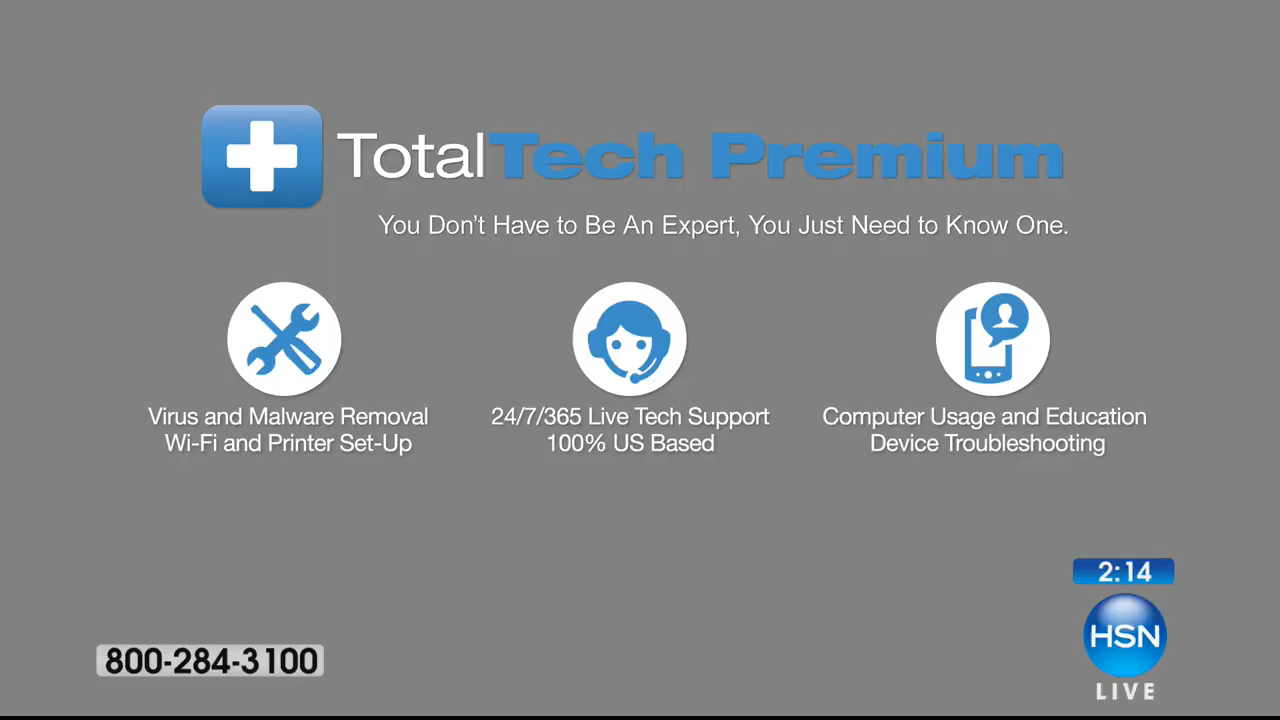 TotalTech Premium
You Don't Have to Be An Expert, You Just Need to Know One.
Virus and Malware Removal
Wi-Fi and Printer Set-Up
24/7/365 Live Tech Support
100% US Based
Computer Usage and Education
Device Troubleshooting
2:14
HSN
LIVE
800-284-3100